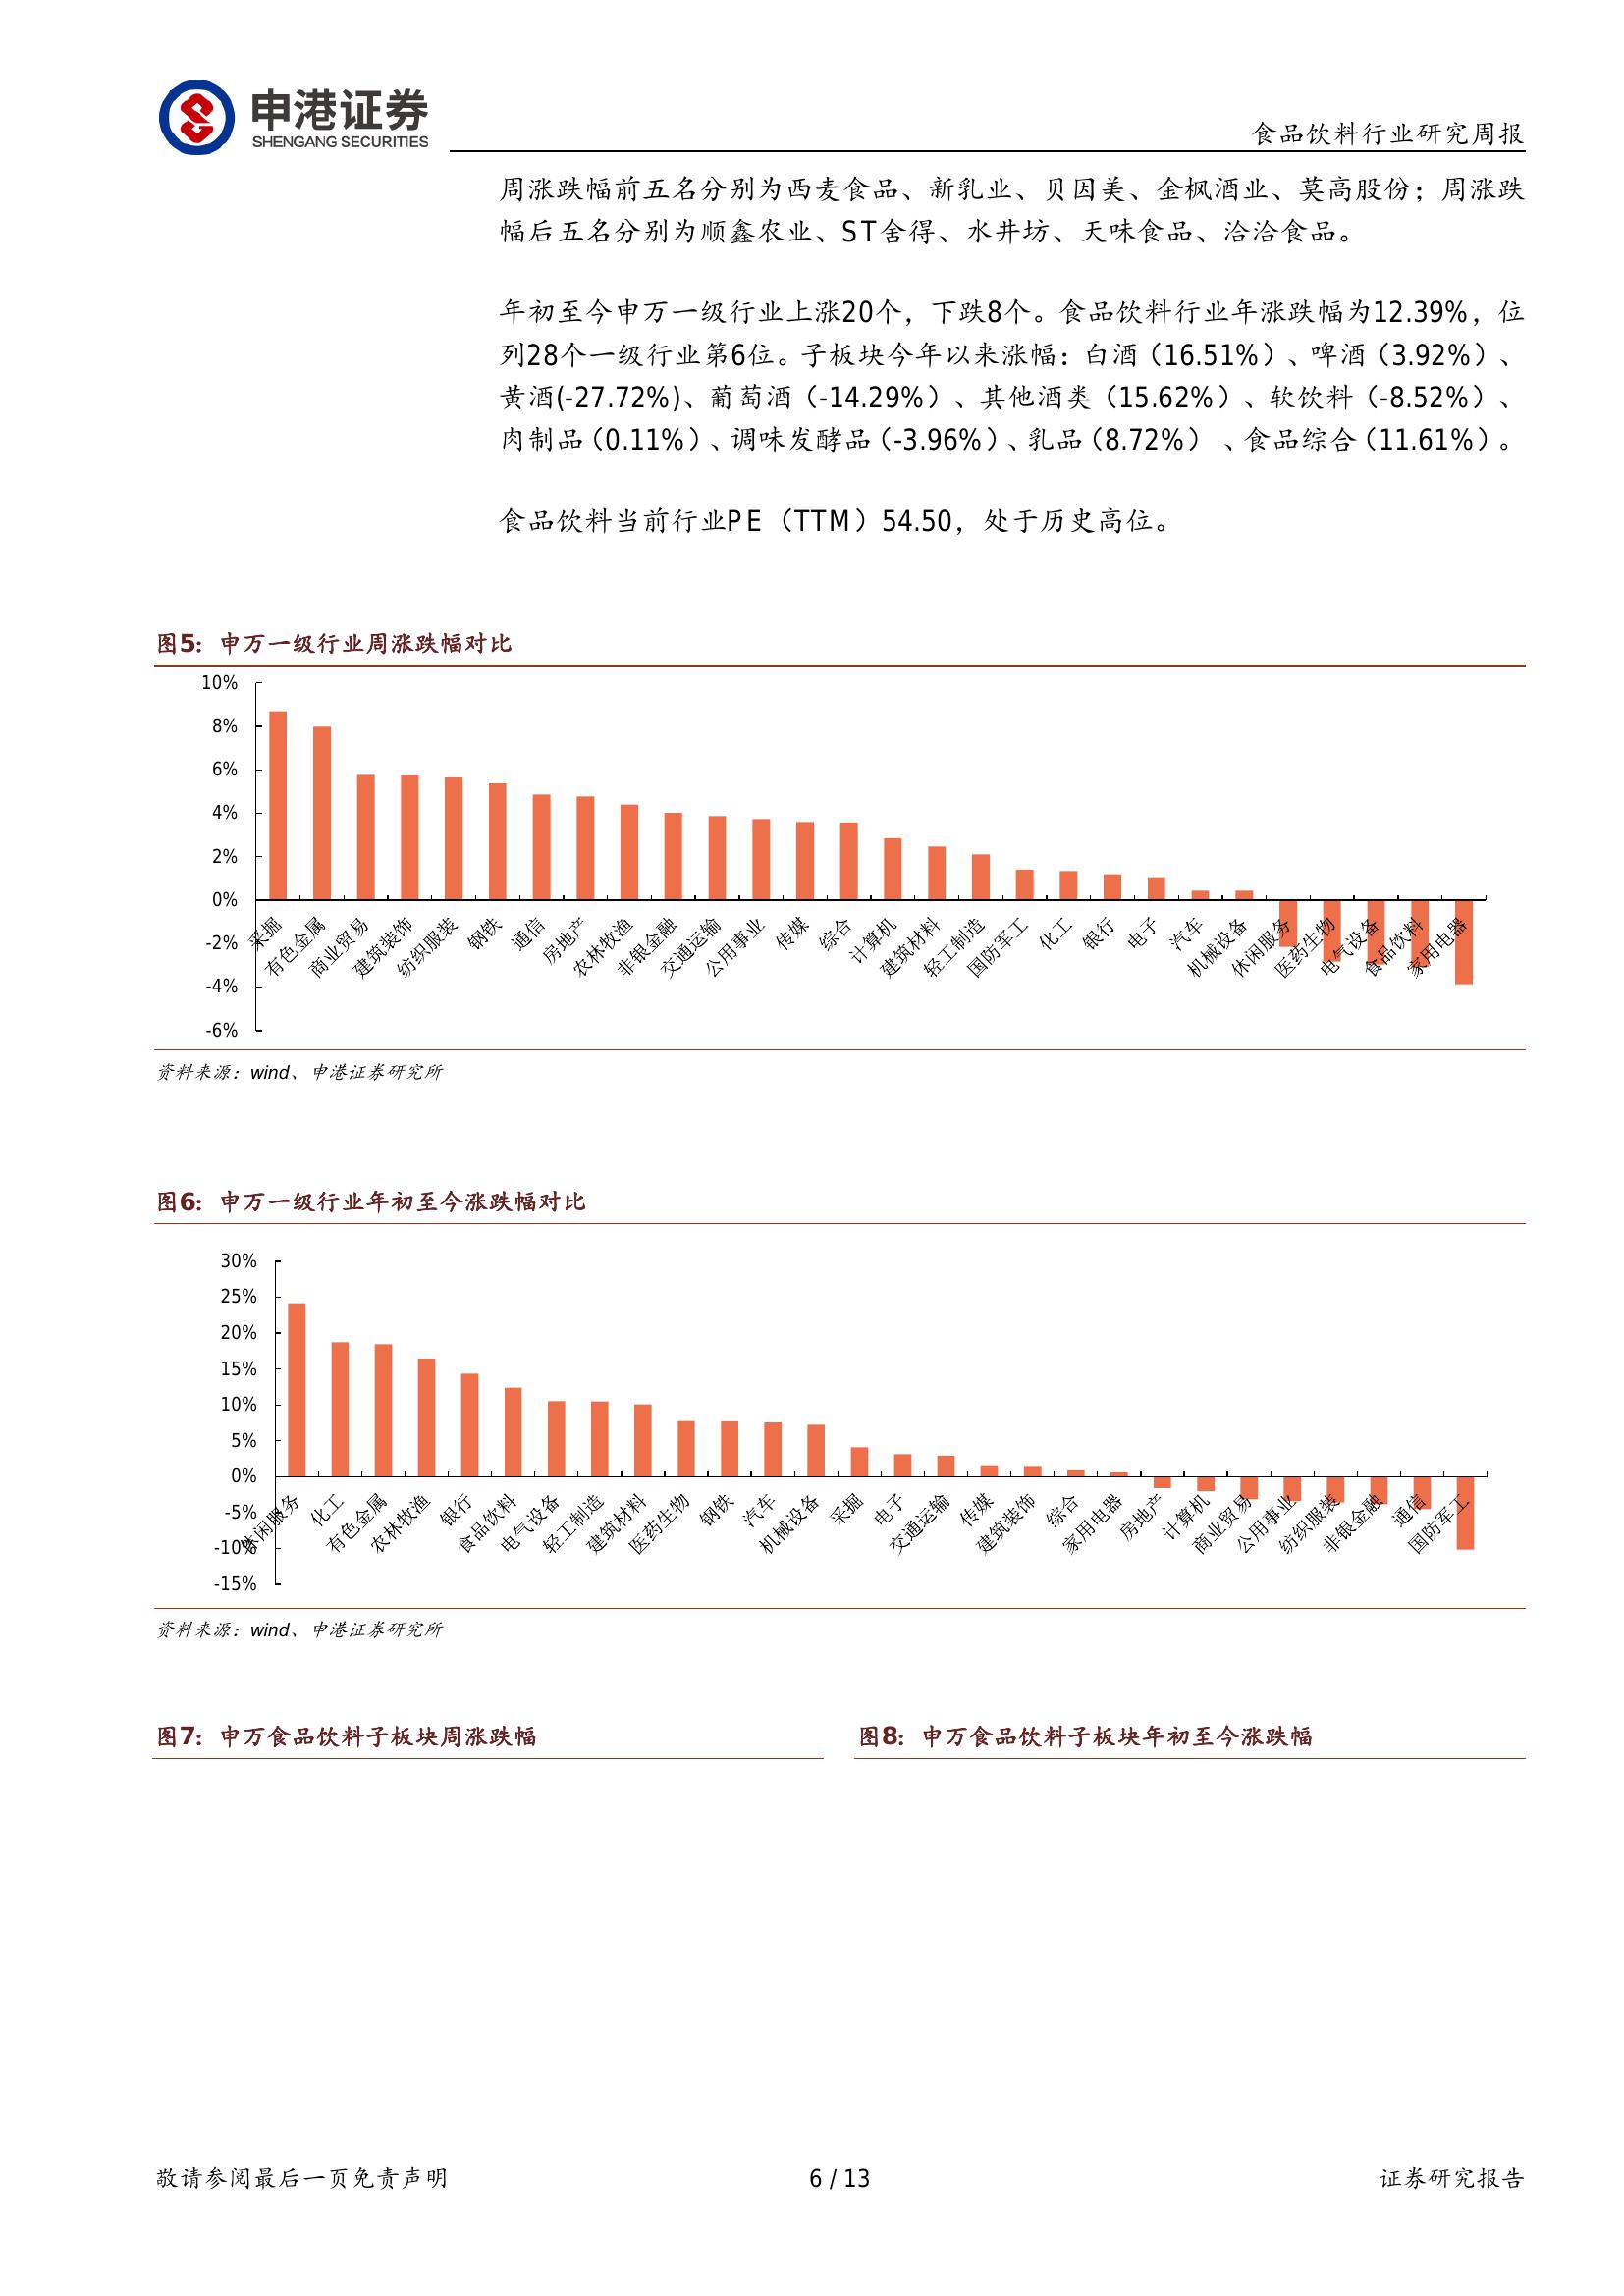 申港证券
SHENGANG SECURITIES
食品饮料行业研究周报
周涨跌幅前五名分别为西麦食品、新乳业、贝因美、金枫酒业、莫高股份；周涨跌
幅后五名分别为顺鑫农业、ST舍得、水井坊、天味食品、洽洽食品。
年初至今申万一级行业上涨20个，下跌8个。食品饮料行业年涨跌幅为12.39%，位
列28个一级行业第6位。子板块今年以来涨幅：白酒（16.51%）、啤酒（3.92%）、
黄酒(-27.72%)、葡萄酒（-14.29%）、其他酒类（15.62%）、软饮料（-8.52%）、
肉制品（0.11%）、调味发酵品（-3.96%）、乳品（8.72%） 、食品综合（11.61%）。
食品饮料当前行业PE（TTM）54.50，处于历史高位。
图5：申万一级行业周涨跌幅对比
10%
8%
6%
4%
2%
0%
-2%
-4%
-6%
采掘
有色金属
商业贸易
建筑装饰
纺织服装
钢铁
通信
房地产
农林牧渔
非银金融
交通运输
公用事业
传媒
综合
计算机
建筑材料
轻工制造
国防军工
化工
银行
电子
汽车
机械设备
休闲服务
医药生物
电气设备
食品饮料
家用电器
资料来源：wind、申港证券研究所
图6：申万一级行业年初至今涨跌幅对比
30%
25%
20%
15%
10%
5%
0%
-5%
-10%
-15%
休闲服务
化工
有色金属
农林牧渔
银行
食品饮料
电气设备
轻工制造
建筑材料
医药生物
钢铁
汽车
机械设备
采掘
电子
交通运输
传媒
建筑装饰
综合
家用电器
房地产
计算机
商业贸易
公用事业
纺织服装
非银金融
通信
国防军工
资料来源：wind、申港证券研究所
图7：申万食品饮料子板块周涨跌幅
图8：申万食品饮料子板块年初至今涨跌幅
敬请参阅最后一页免责声明
6 / 13
证券研究报告